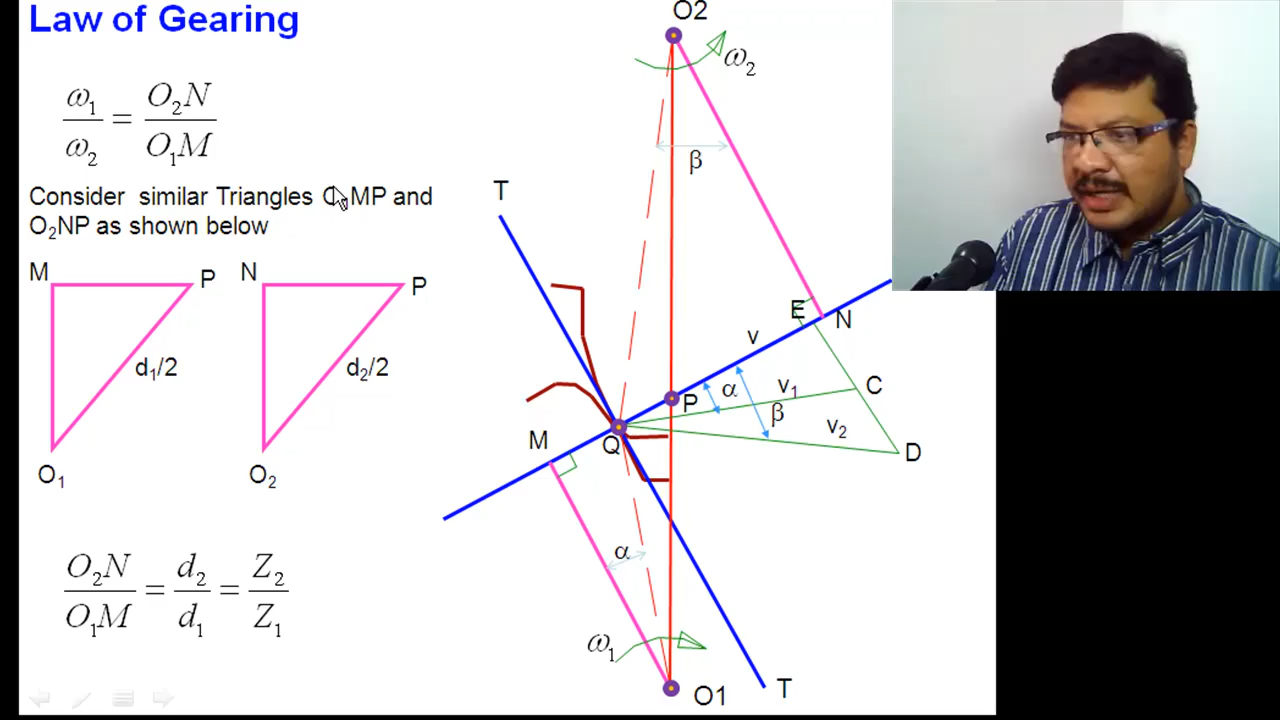 Law of Gearing
ω₁/ω₂ = O₂N/O₁M
Consider similar Triangles O MP and
O₂NP as shown below
M P N P
d₁/2 d₂/2
O₁ O₂
O₂N/O₁M = d₂/d₁ = Z₂/Z₁
O2
ω₂
β
T
E N
v
α v₁ C
P β
v₂
M Q D
α
ω₁
T
O1